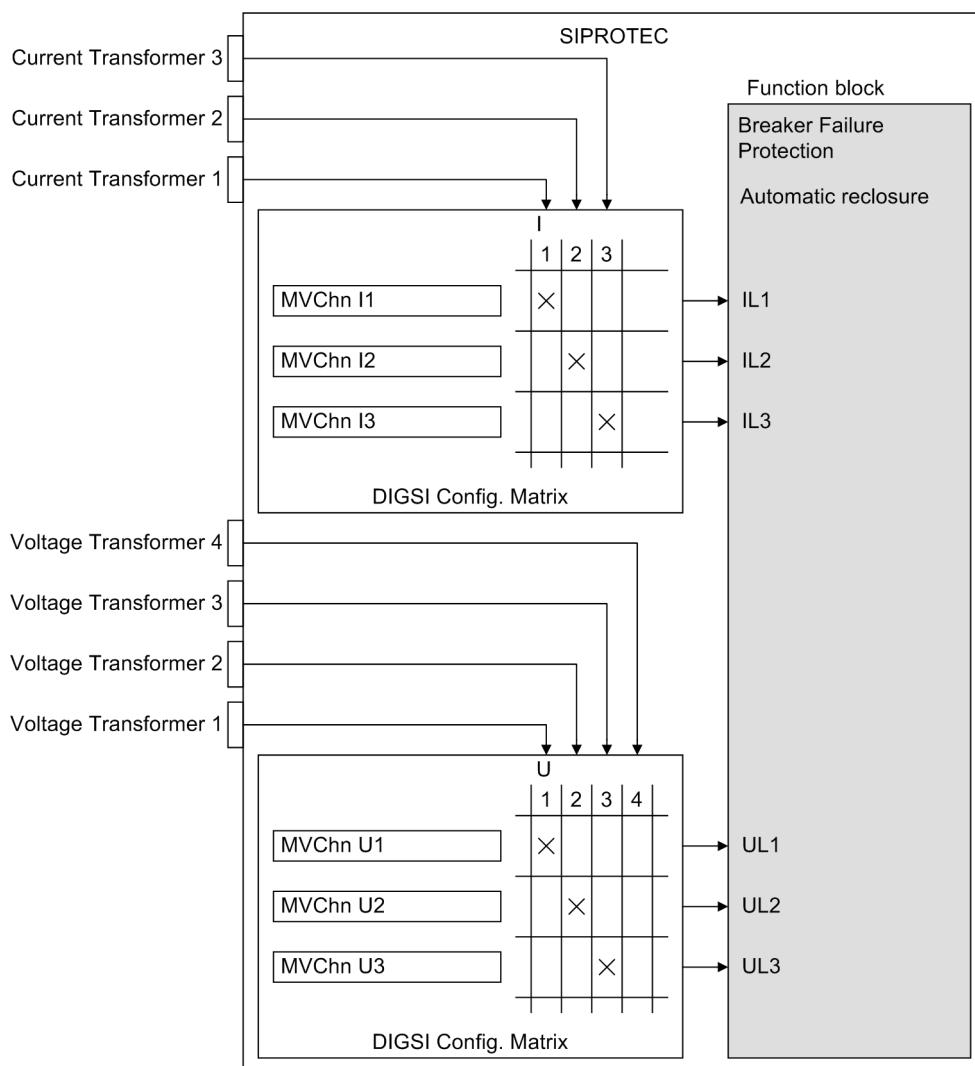 SIPROTEC
Current Transformer 3
Current Transformer 2
Current Transformer 1
Function block
Breaker Failure
Protection
Automatic reclosure
I
1 2 3
MVChn I1
MVChn I2
MVChn I3
DIGSI Config. Matrix
IL1
IL2
IL3
Voltage Transformer 4
Voltage Transformer 3
Voltage Transformer 2
Voltage Transformer 1
U
1 2 3 4
MVChn U1
MVChn U2
MVChn U3
DIGSI Config. Matrix
UL1
UL2
UL3